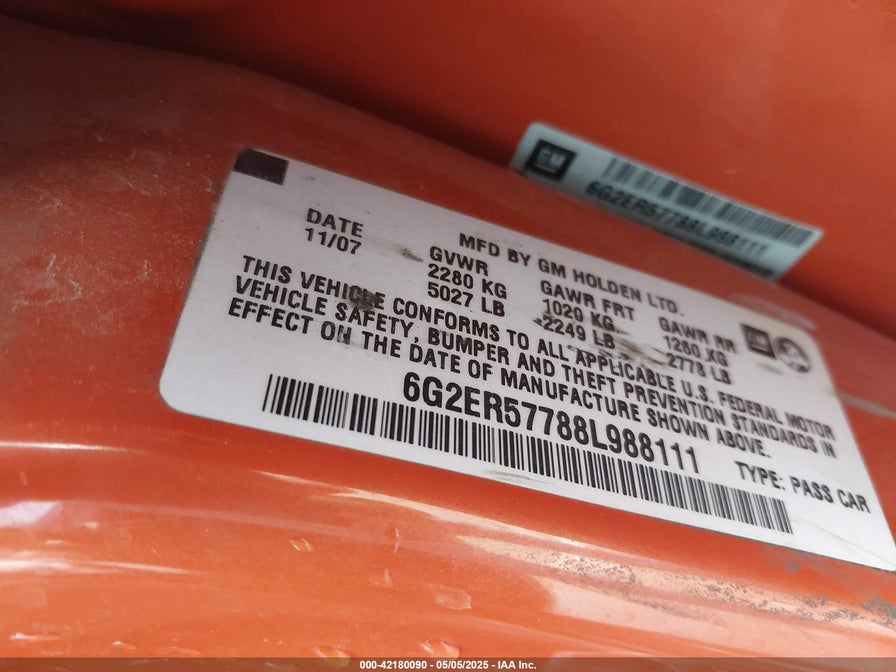 GM
6G2ER57788L988111
DATE
11/07
MFD BY GM HOLDEN LTD.
GVWR GAWR FRT GAWR RR
2280 KG 1020 KG 1260 KG
5027 LB 2249 LB 2778 LB
THIS VEHICLE CONFORMS TO ALL APPLICABLE U.S. FEDERAL MOTOR
VEHICLE SAFETY, BUMPER AND THEFT PREVENTION STANDARDS IN
EFFECT ON THE DATE OF MANUFACTURE SHOWN ABOVE.
6G2ER57788L988111
TYPE: PASS CAR
000-42180090 - 05/05/2025 - IAA Inc.